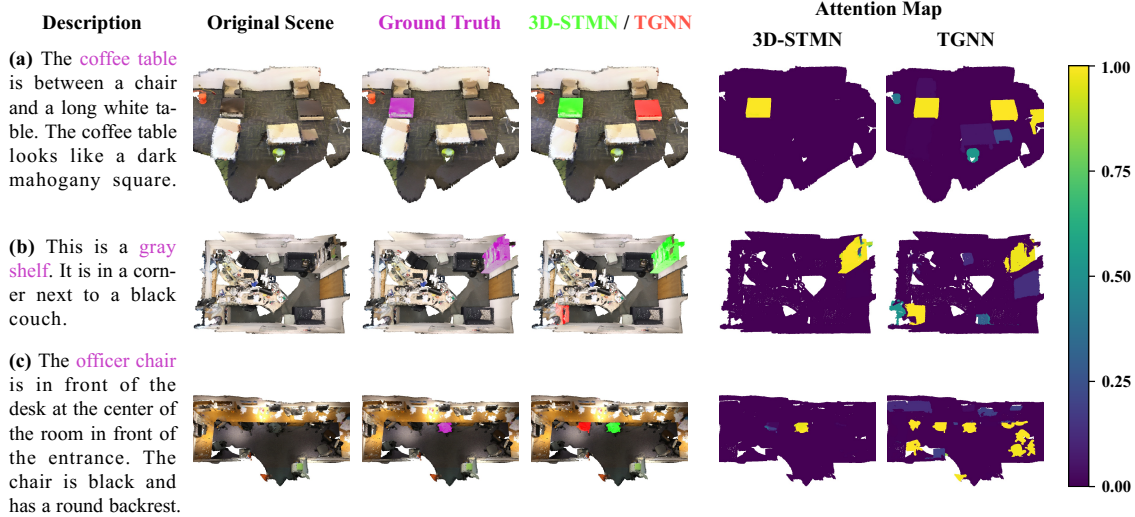 Description
Original Scene
Ground Truth
3D-STMN / TGNN
Attention Map
3D-STMN
TGNN
(a) The coffee table
is between a chair
and a long white ta-
ble. The coffee table
looks like a dark
mahogany square.
(b) This is a gray
shelf. It is in a corn-
er next to a black
couch.
(c) The officer chair
is in front of the
desk at the center of
the room in front of
the entrance. The
chair is black and
has a round backrest.
1.00
0.75
0.50
0.25
0.00